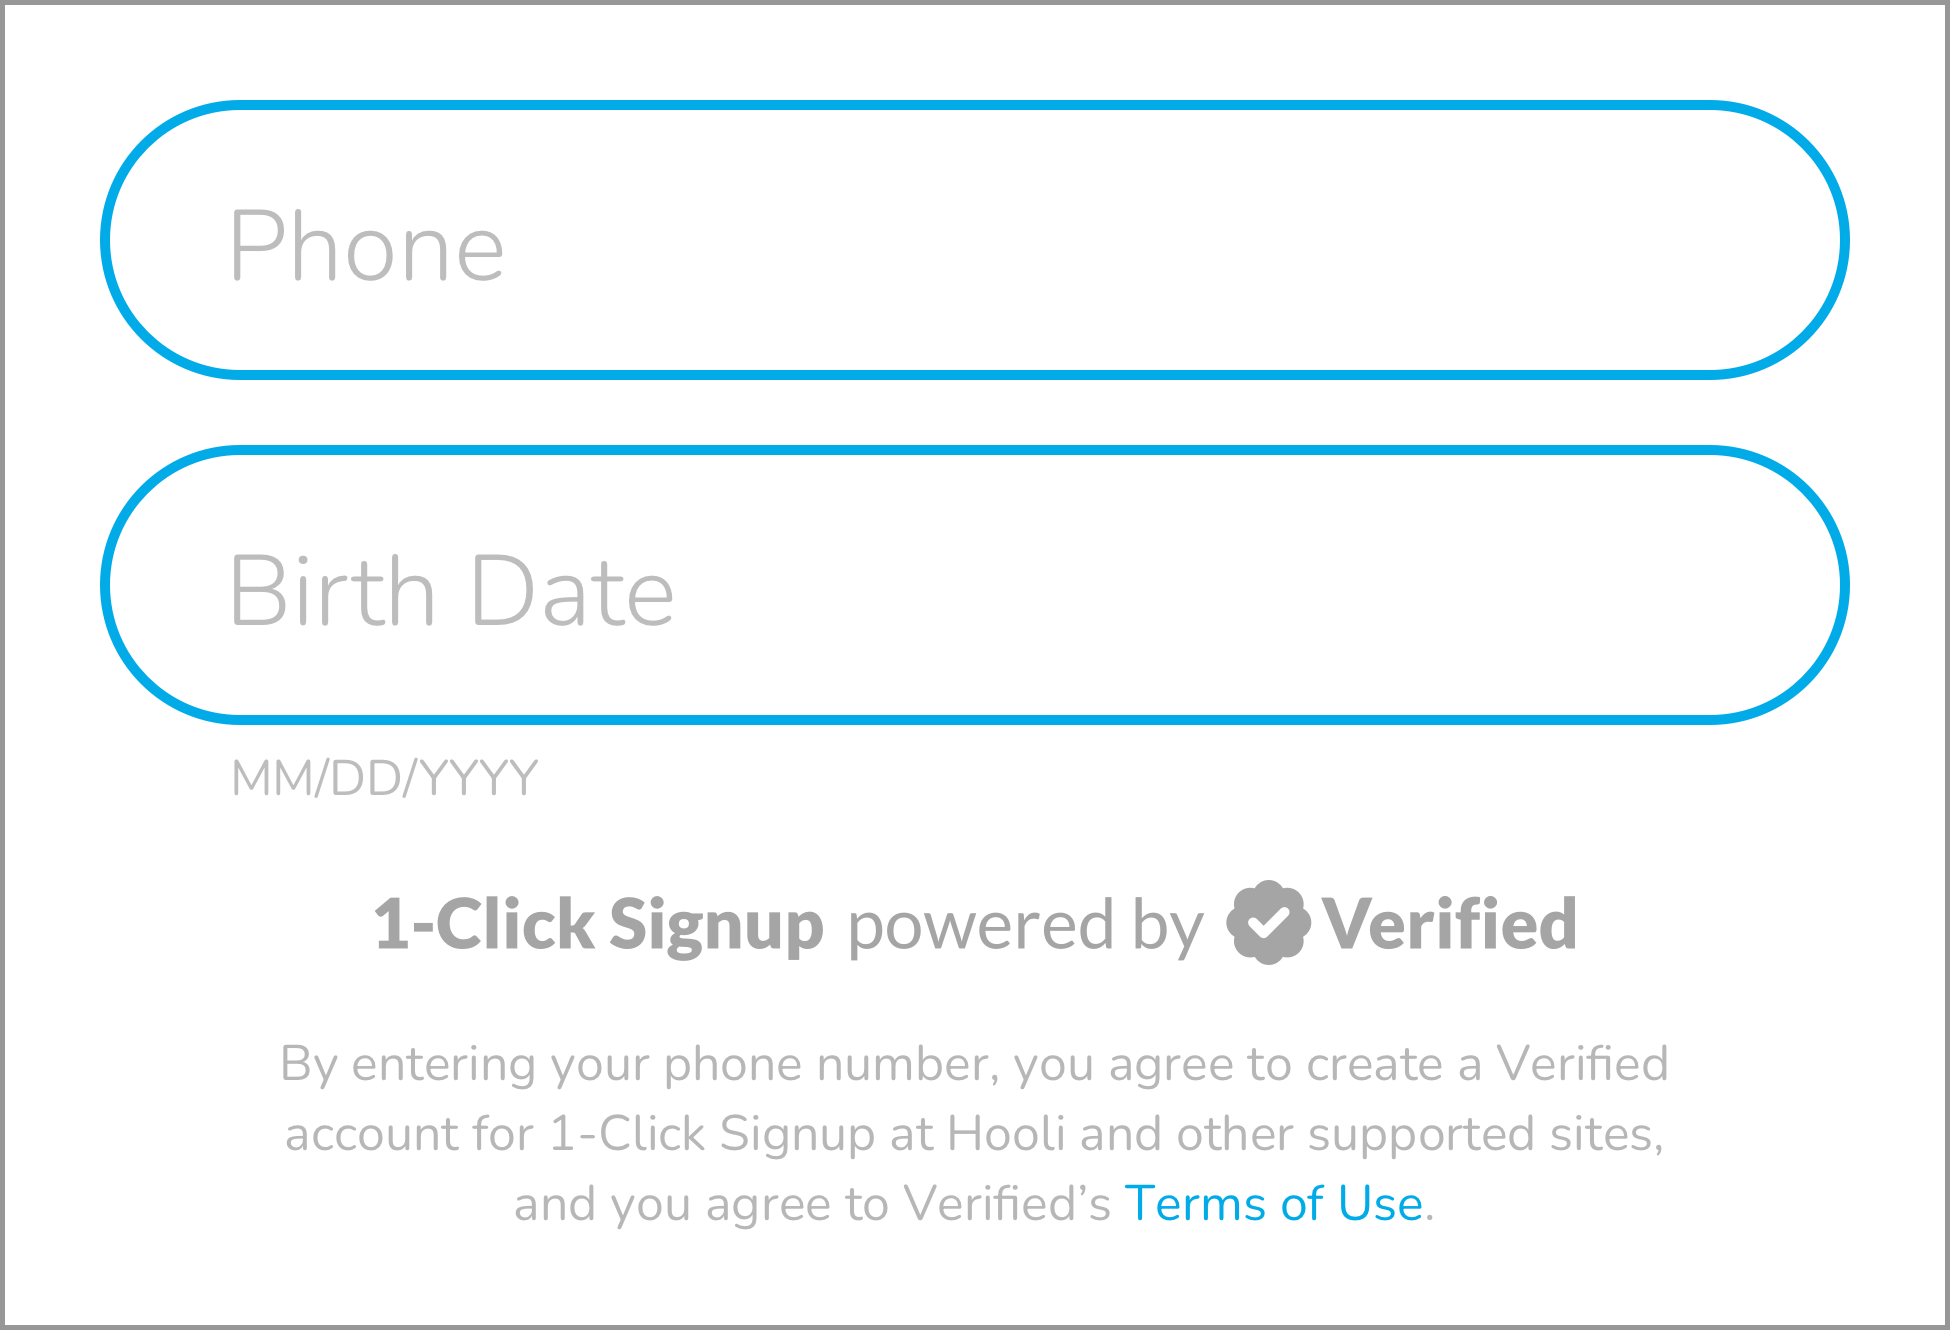 Phone
Birth Date
MM/DD/YYYY
1-Click Signup powered by Verified
By entering your phone number, you agree to create a Verified
account for 1-Click Signup at Hooli and other supported sites,
and you agree to Verified’s Terms of Use.